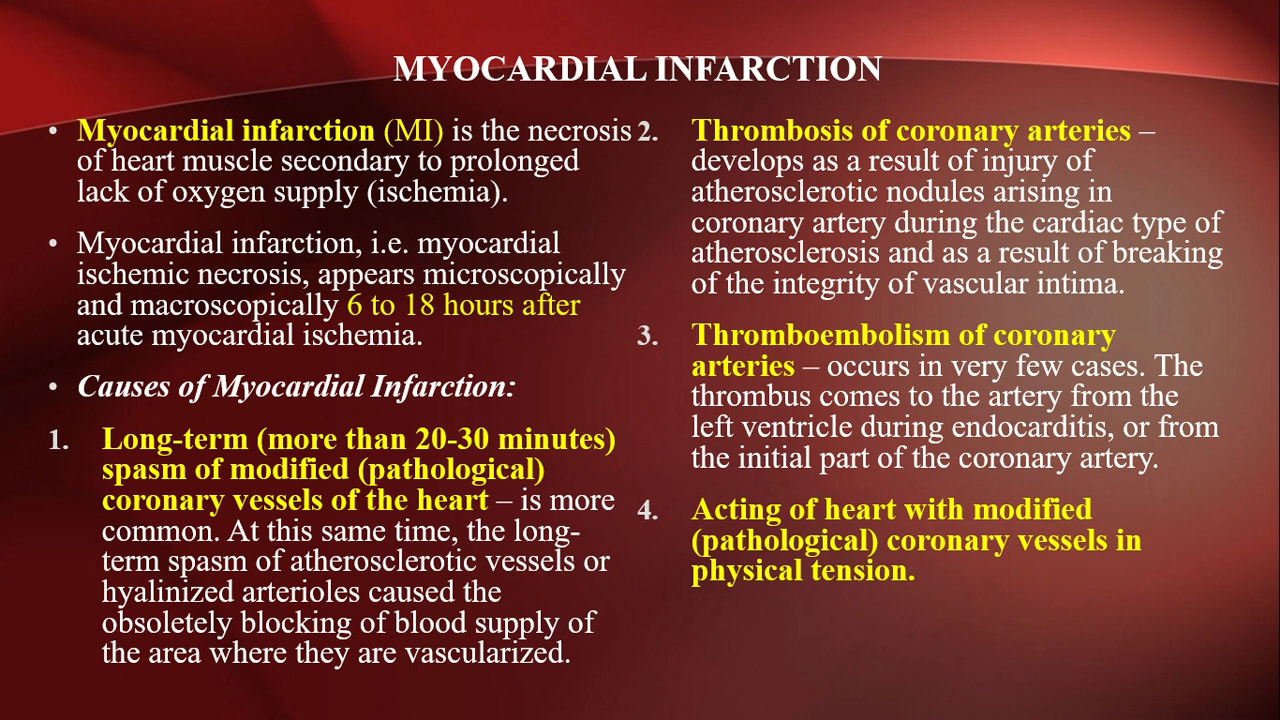 MYOCARDIAL INFARCTION
• Myocardial infarction (MI) is the necrosis
of heart muscle secondary to prolonged
lack of oxygen supply (ischemia).
• Myocardial infarction, i.e. myocardial
ischemic necrosis, appears microscopically
and macroscopically 6 to 18 hours after
acute myocardial ischemia.
• Causes of Myocardial Infarction:
1. Long-term (more than 20-30 minutes)
spasm of modified (pathological)
coronary vessels of the heart – is more
common. At this same time, the long-
term spasm of atherosclerotic vessels or
hyalinized arterioles caused the
obsoletely blocking of blood supply of
the area where they are vascularized.
2. Thrombosis of coronary arteries –
develops as a result of injury of
atherosclerotic nodules arising in
coronary artery during the cardiac type of
atherosclerosis and as a result of breaking
of the integrity of vascular intima.
3. Thromboembolism of coronary
arteries – occurs in very few cases. The
thrombus comes to the artery from the
left ventricle during endocarditis, or from
the initial part of the coronary artery.
4. Acting of heart with modified
(pathological) coronary vessels in
physical tension.